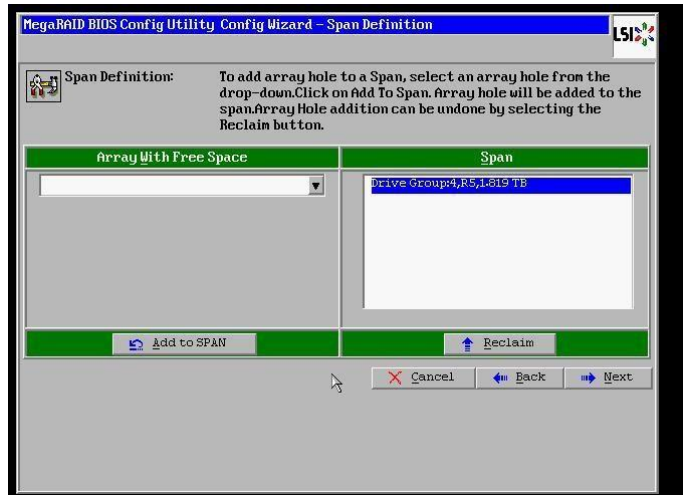 MegaRAID BIOS Config Utility Config Wizard – Span Definition
LSI
Span Definition:
To add array hole to a Span, select an array hole from the
drop-down.Click on Add To Span. Array hole will be added to the
span.Array Hole addition can be undone by selecting the
Reclaim button.
Array With Free Space
Span
Drive Group:4,R5,1.819 TB
Add to SPAN
Reclaim
Cancel
Back
Next